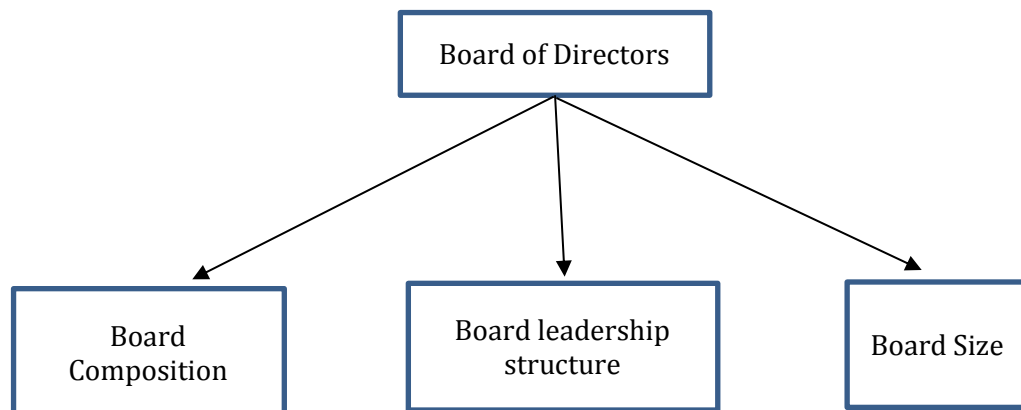 Board of Directors
Board
Composition
Board leadership
structure
Board Size